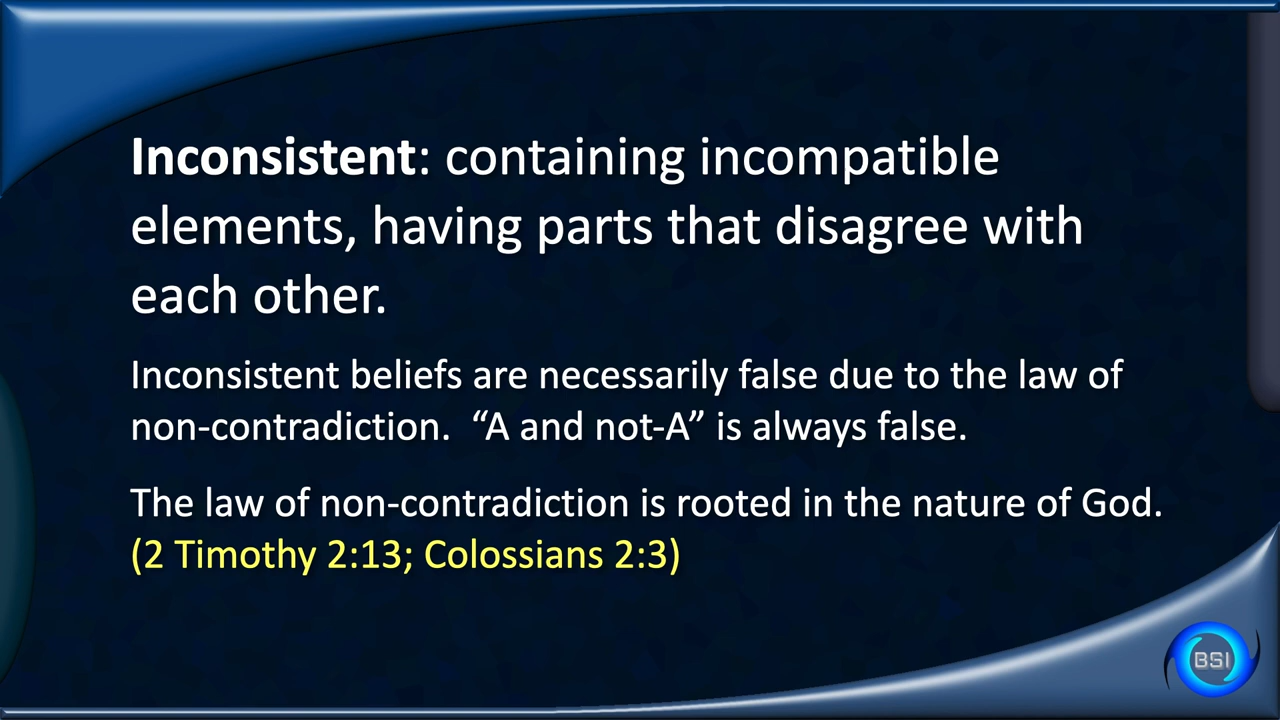 Inconsistent: containing incompatible
elements, having parts that disagree with
each other.
Inconsistent beliefs are necessarily false due to the law of
non-contradiction.  “A and not-A” is always false.
The law of non-contradiction is rooted in the nature of God.
(2 Timothy 2:13; Colossians 2:3)
BSI